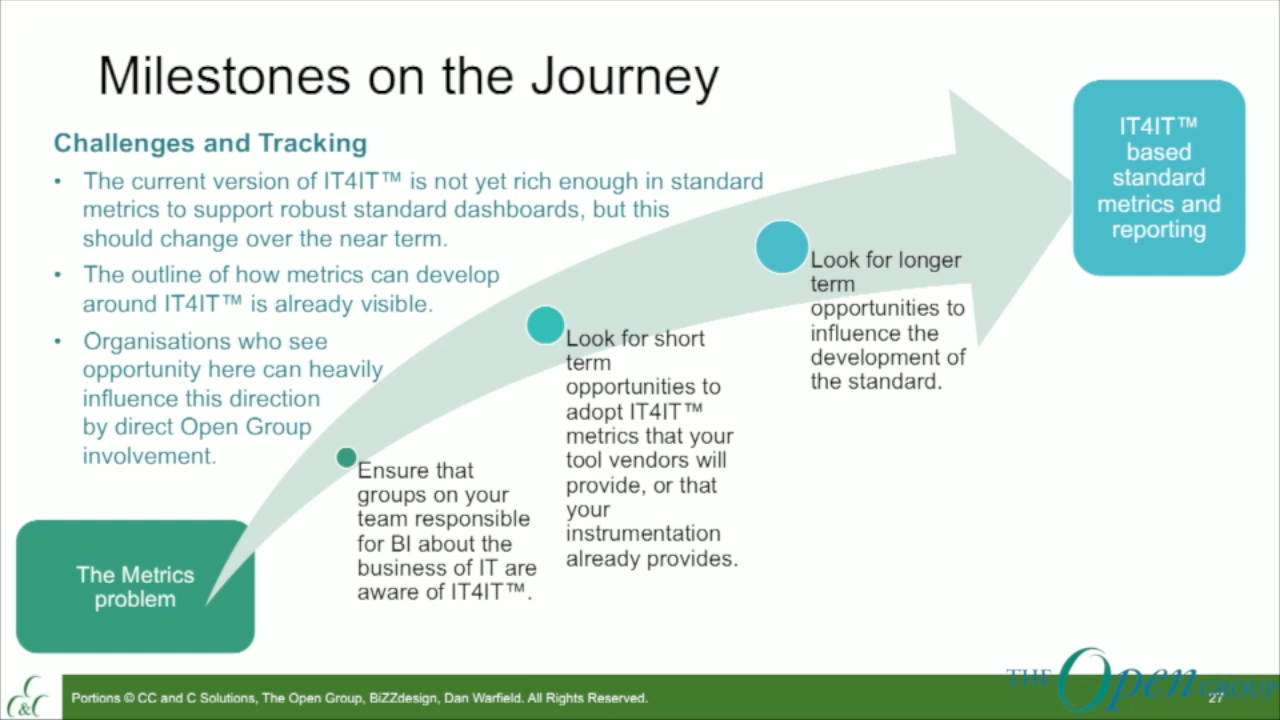 Milestones on the Journey
Challenges and Tracking
• The current version of IT4IT™ is not yet rich enough in standard
metrics to support robust standard dashboards, but this
should change over the near term.
• The outline of how metrics can develop
around IT4IT™ is already visible.
• Organisations who see
opportunity here can heavily
influence this direction
by direct Open Group
involvement.
The Metrics
problem
Ensure that
groups on your
team responsible
for BI about the
business of IT are
aware of IT4IT™.
Look for short
term
opportunities to
adopt IT4IT™
metrics that your
tool vendors will
provide, or that
your
instrumentation
already provides.
Look for longer
term
opportunities to
influence the
development of
the standard.
IT4IT™
based
standard
metrics and
reporting
C&C
Portions © CC and C Solutions, The Open Group, BiZZdesign, Dan Warfield. All Rights Reserved.
THE Open GROUP
27